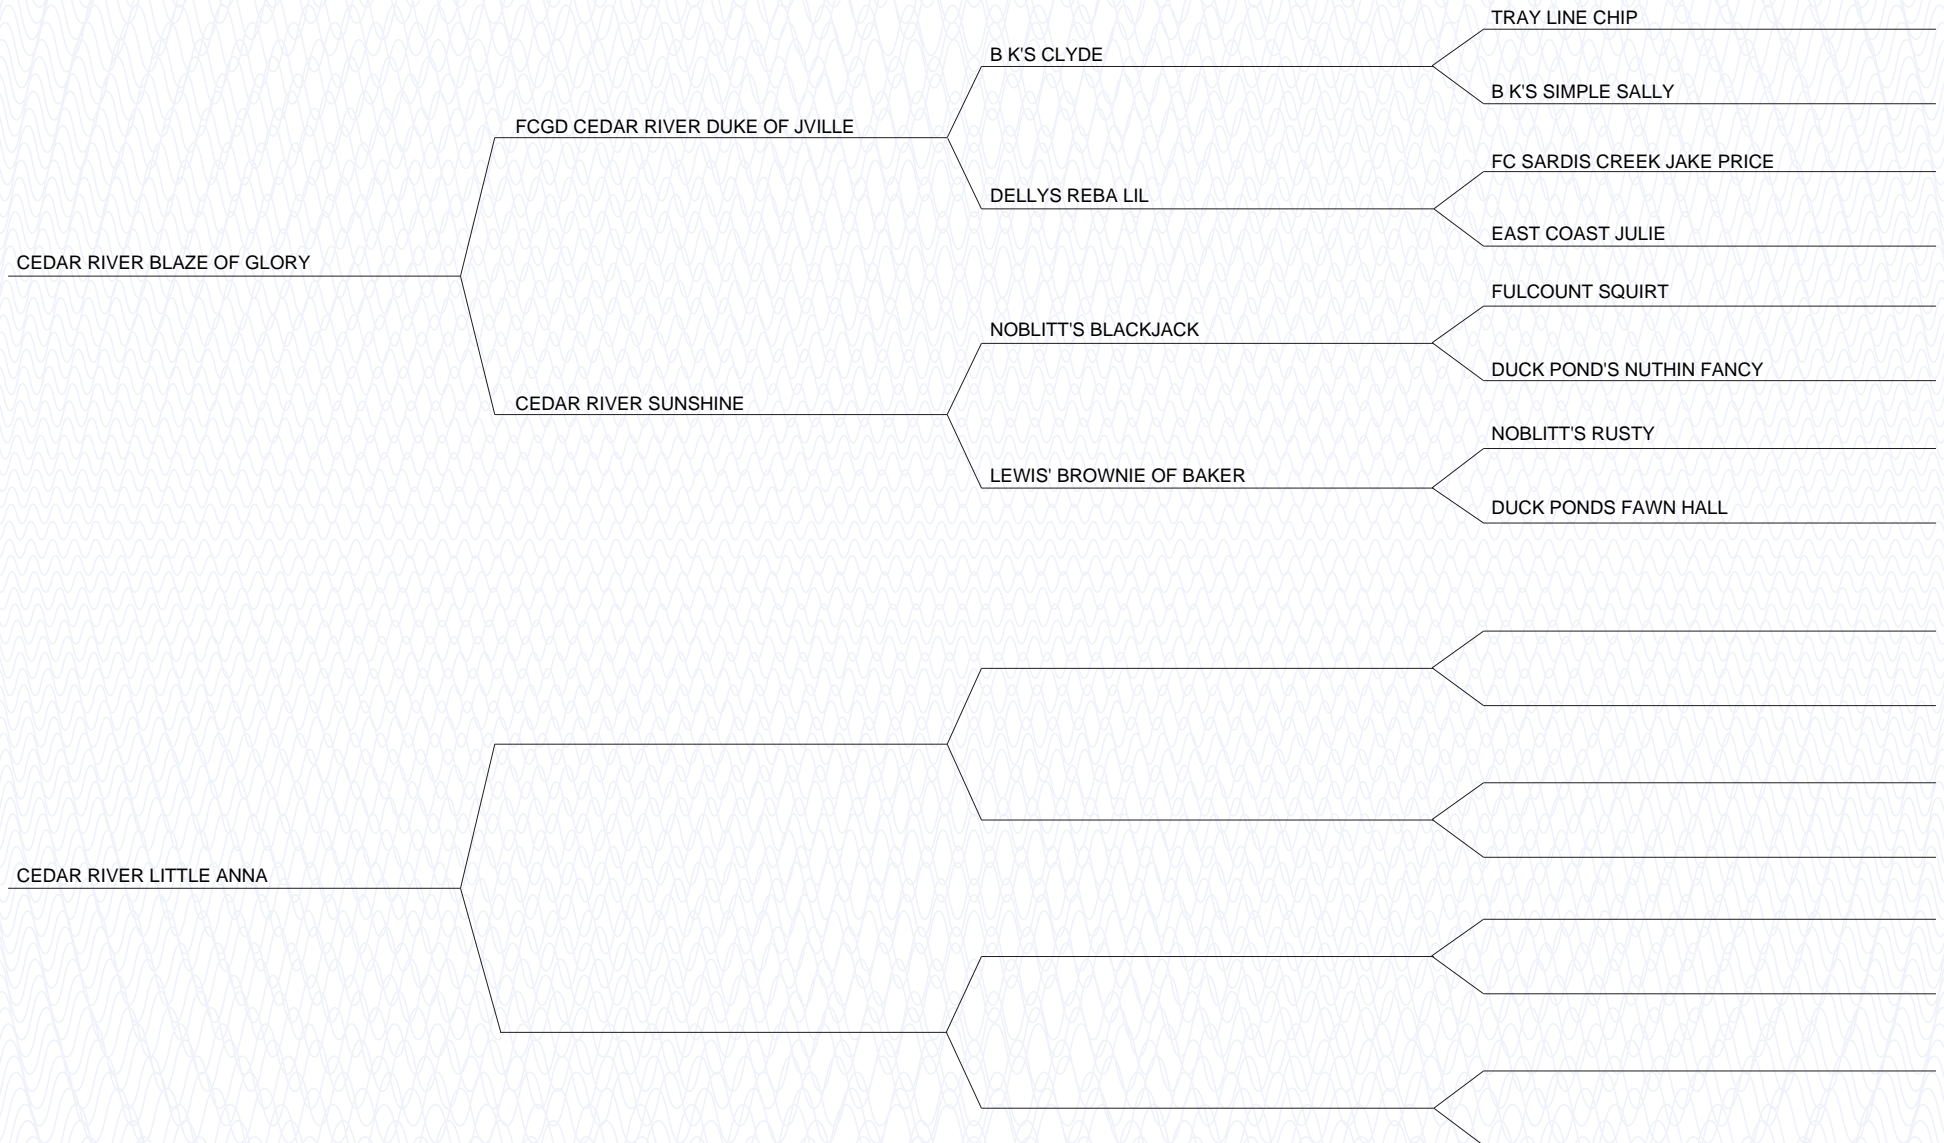 TRAY LINE CHIP
B K'S CLYDE
B K'S SIMPLE SALLY
FCGD CEDAR RIVER DUKE OF JVILLE
FC SARDIS CREEK JAKE PRICE
DELLYS REBA LIL
EAST COAST JULIE
CEDAR RIVER BLAZE OF GLORY
FULCOUNT SQUIRT
NOBLITT'S BLACKJACK
DUCK POND'S NUTHIN FANCY
CEDAR RIVER SUNSHINE
NOBLITT'S RUSTY
LEWIS' BROWNIE OF BAKER
DUCK PONDS FAWN HALL
CEDAR RIVER LITTLE ANNA